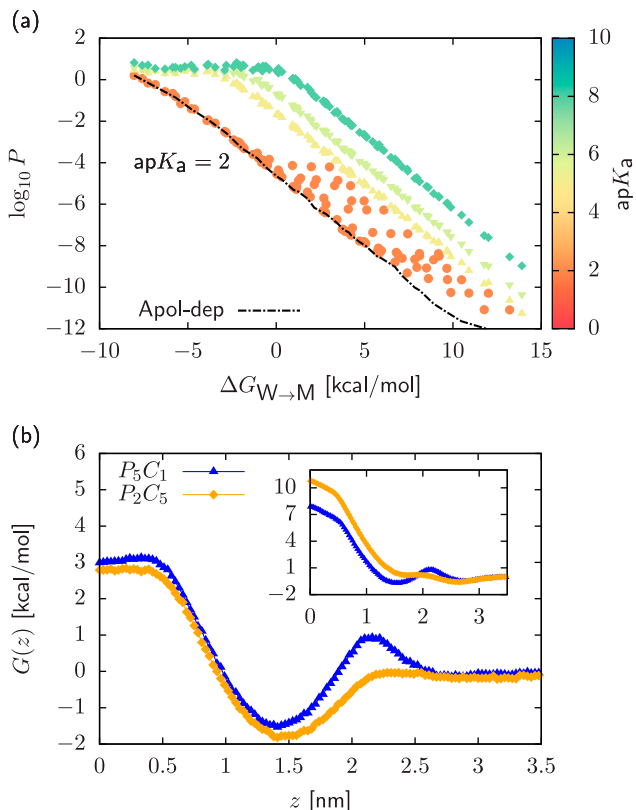 (a)
2
0
−2
−4
−6
−8
−10
−12
log₁₀ P
apKₐ = 2
Apol-dep
−10 −5 0 5 10 15
ΔG_W→M [kcal/mol]
10
8
6
4
2
0
apKₐ
(b)
6
5
4
3
2
1
0
−1
−2
G(z) [kcal/mol]
P₅C₁
P₂C₅
10
7
4
1
−2
0 1 2 3
0 0.5 1 1.5 2 2.5 3 3.5
z [nm]